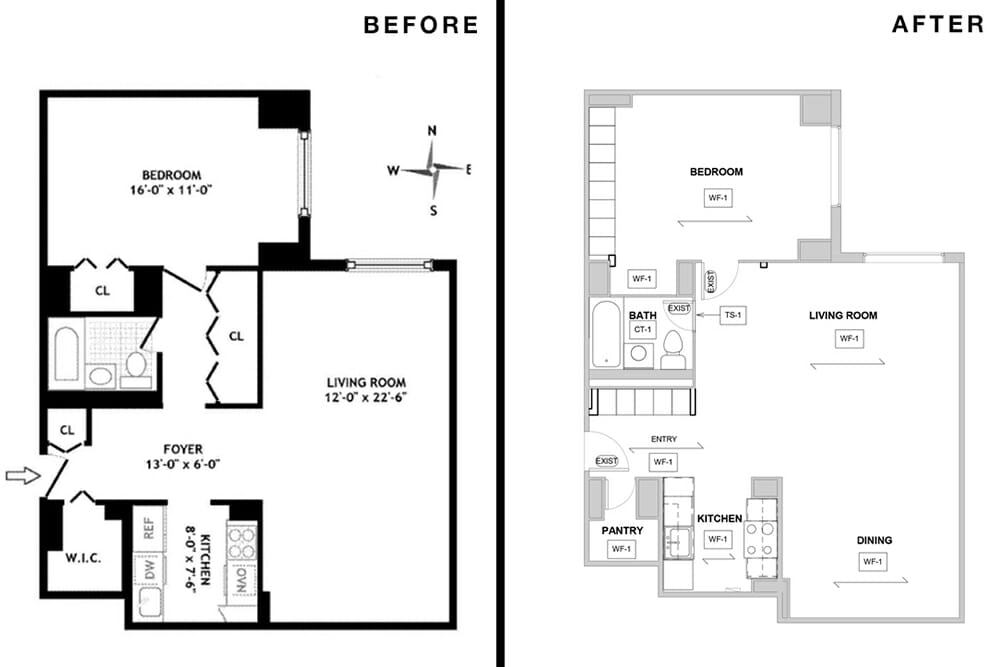 BEFORE
N
W
E
S
BEDROOM
16'-0" x 11'-0"
CL
CL
LIVING ROOM
12'-0" x 22'-6"
CL
FOYER
13'-0" x 6'-0"
W.I.C.
REF
DW
KITCHEN
8'-0" x 7'-6"
OVN
AFTER
BEDROOM
WF-1
WF-1
EXIST
BATH
CT-1
EXIST
TS-1
LIVING ROOM
WF-1
ENTRY
WF-1
EXIST
PANTRY
WF-1
KITCHEN
WF-1
DINING
WF-1